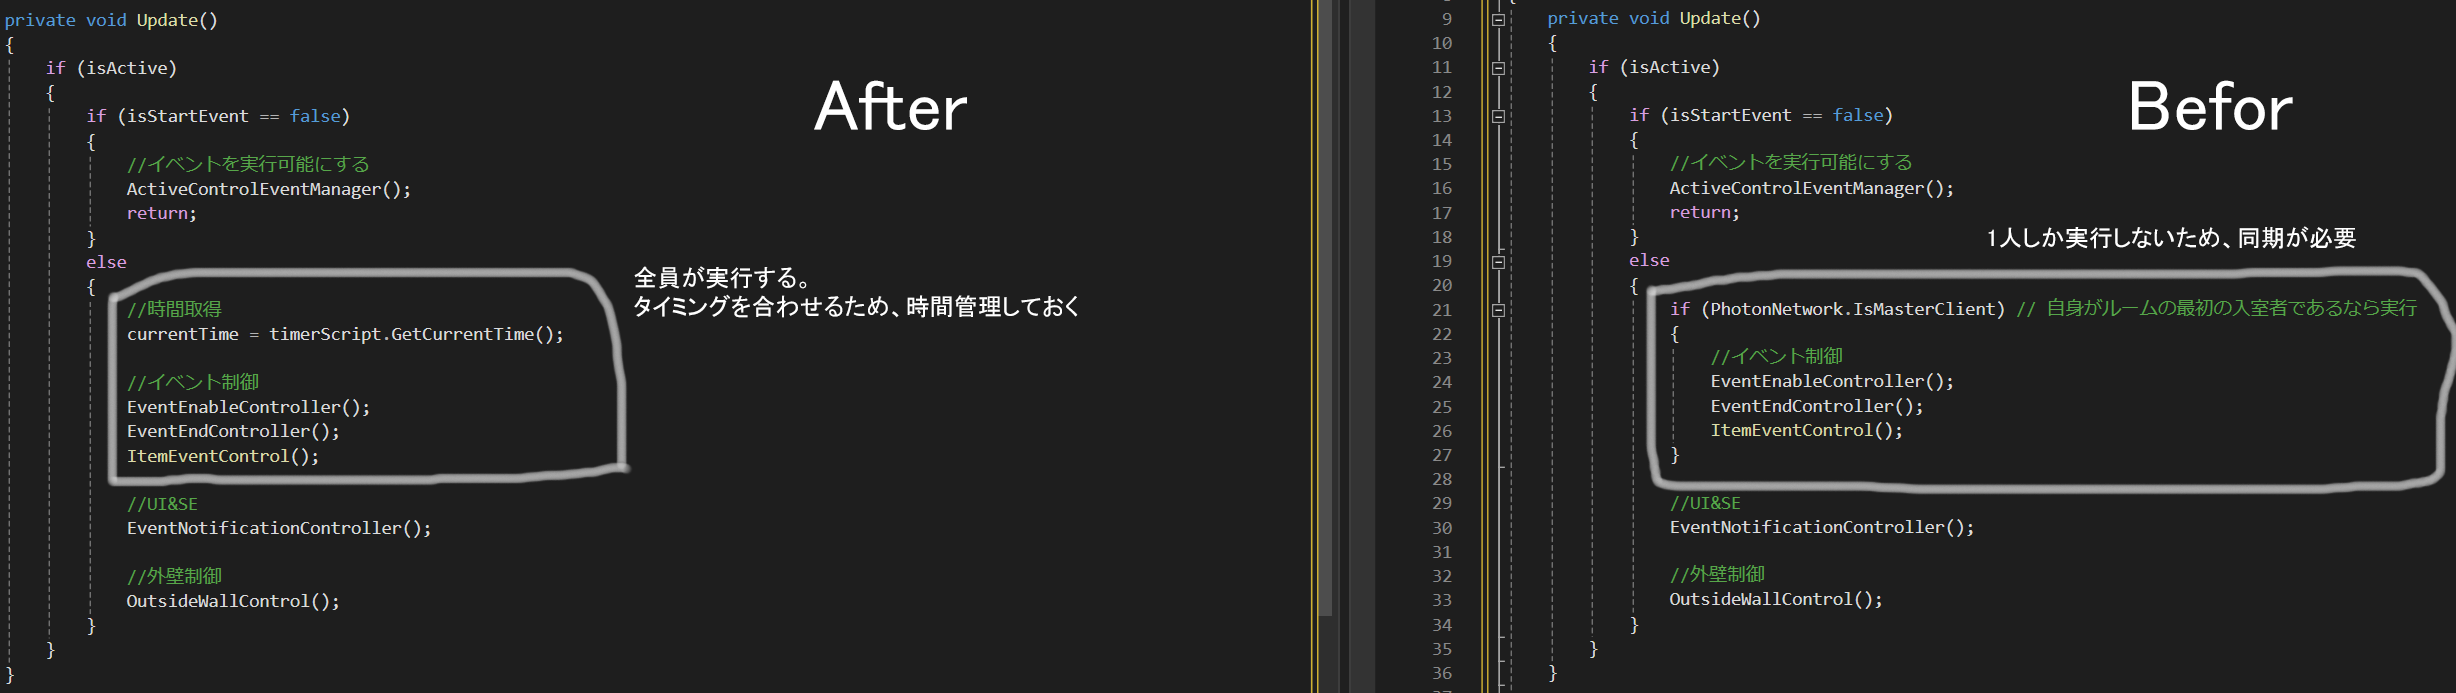 private void Update()
{
if (isActive)
{
if (isStartEvent == false)
{
//イベントを実行可能にする
ActiveControlEventManager();
return;
}
else
{
//時間取得
currentTime = timerScript.GetCurrentTime();
//イベント制御
EventEnableController();
EventEndController();
ItemEventControl();
//UI&SE
EventNotificationController();
//外壁制御
OutsideWallControl();
}
}
}
After
全員が実行する。
タイミングを合わせるため、時間管理しておく
9 private void Update()
10 {
11 if (isActive)
12 {
13 if (isStartEvent == false)
14 {
15 //イベントを実行可能にする
16 ActiveControlEventManager();
17 return;
18 }
19 else
20 {
21 if (PhotonNetwork.IsMasterClient) // 自身がルームの最初の入室者であるなら実行
22 {
23 //イベント制御
24 EventEnableController();
25 EventEndController();
26 ItemEventControl();
27 }
28
29 //UI&SE
30 EventNotificationController();
31
32 //外壁制御
33 OutsideWallControl();
34 }
35 }
36 }
Befor
1人しか実行しないため、同期が必要